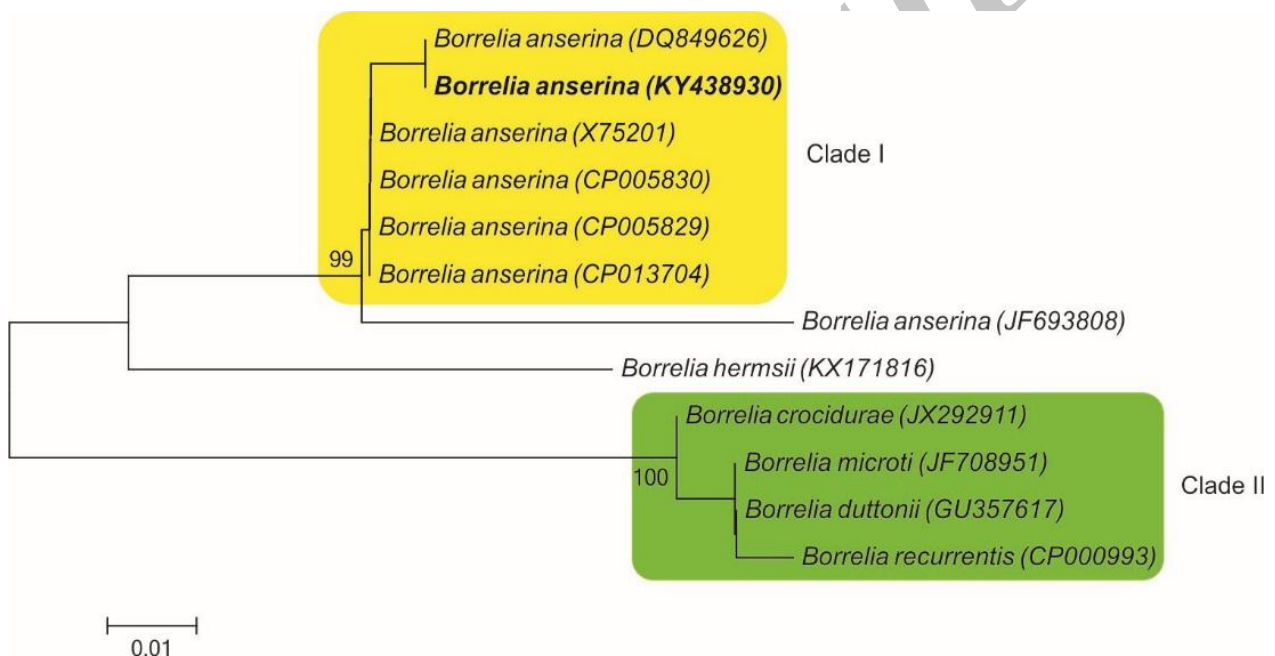 Borrelia anserina (DQ849626)
Borrelia anserina (KY438930)
Borrelia anserina (X75201)
Clade I
Borrelia anserina (CP005830)
Borrelia anserina (CP005829)
99
Borrelia anserina (CP013704)
Borrelia anserina (JF693808)
Borrelia hermsii (KX171816)
Borrelia crocidurae (JX292911)
Borrelia microti (JF708951)
100
Clade II
Borrelia duttonii (GU357617)
Borrelia recurrentis (CP000993)
0.01